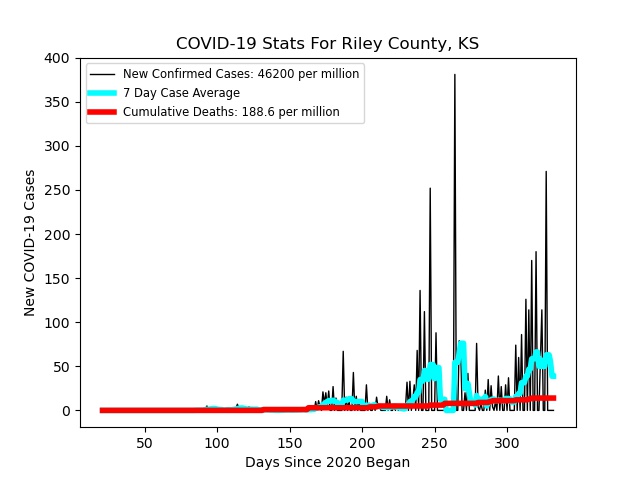 COVID-19 Stats For Riley County, KS
New Confirmed Cases: 46200 per million
7 Day Case Average
Cumulative Deaths: 188.6 per million
New COVID-19 Cases
400
350
300
250
200
150
100
50
0
50 100 150 200 250 300
Days Since 2020 Began